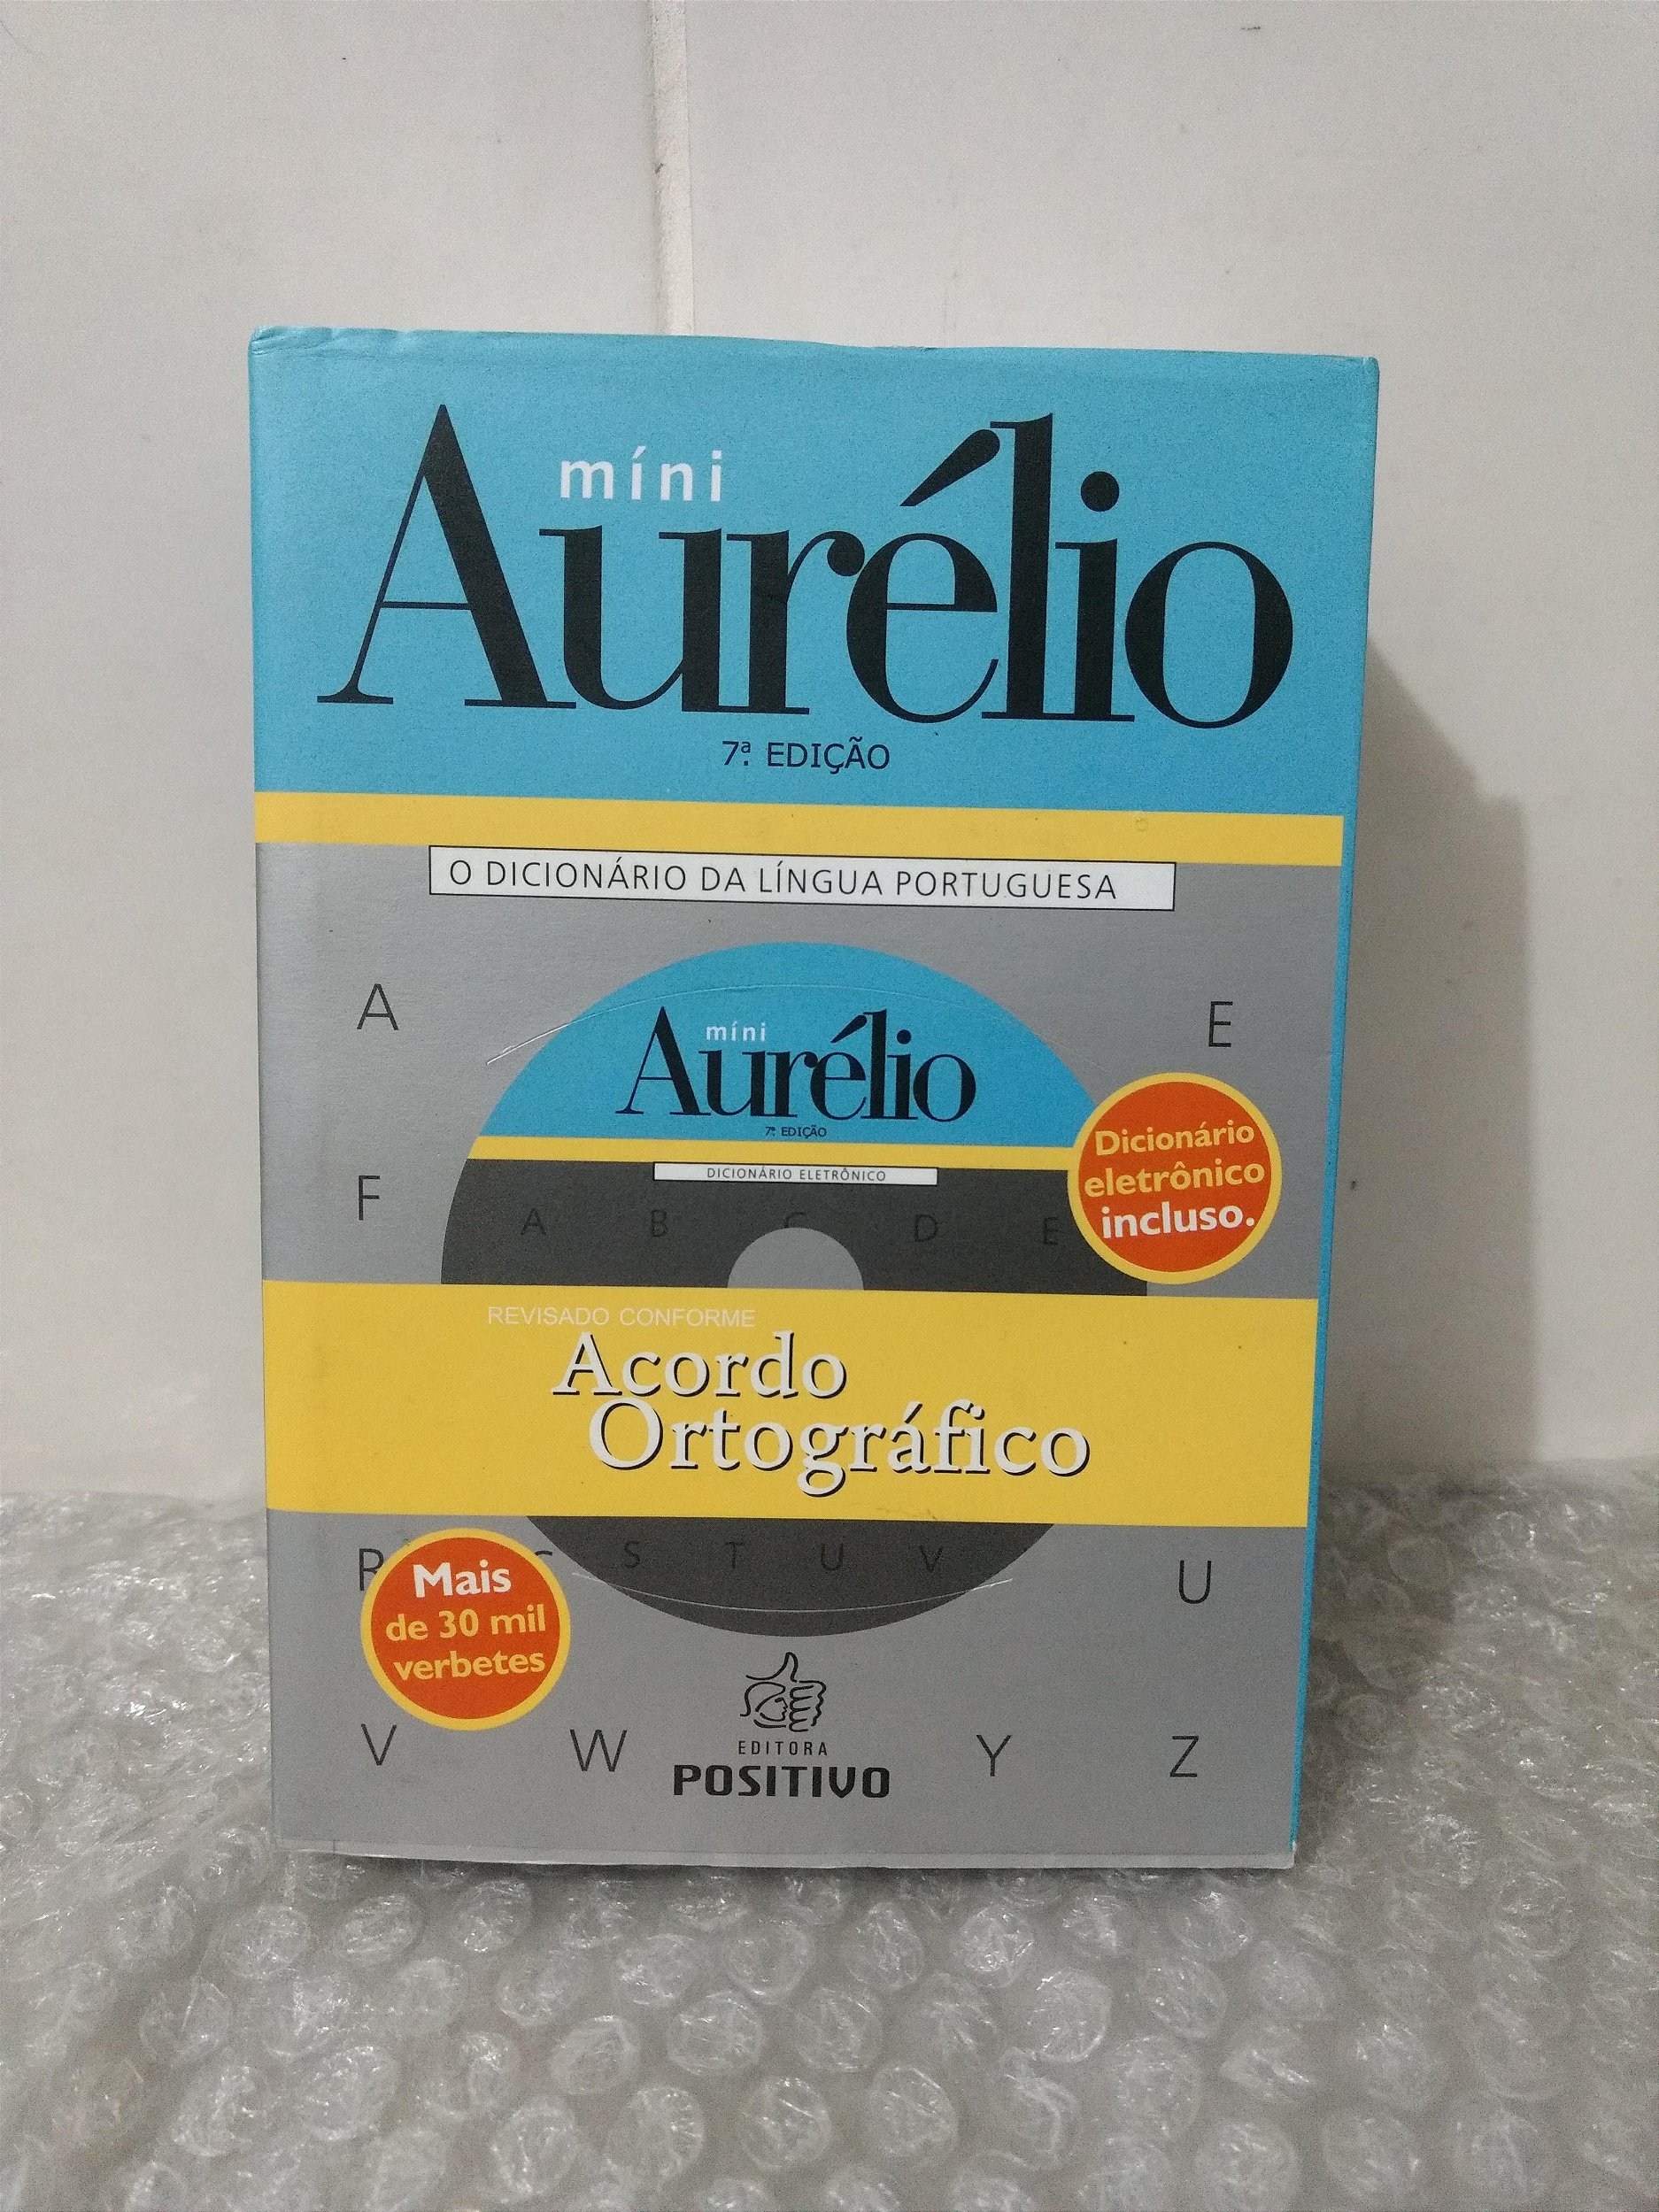 míni
Aurélio
7ª. EDIÇÃO
O DICIONÁRIO DA LÍNGUA PORTUGUESA
A E
míni
Aurélio
7ª. EDIÇÃO
DICIONÁRIO ELETRÔNICO
Dicionário
eletrônico
incluso.
F
A B C D E
REVISADO CONFORME
Acordo
Ortográfico
R S T U V U
Mais
de 30 mil
verbetes
V W Y Z
EDITORA
POSITIVO